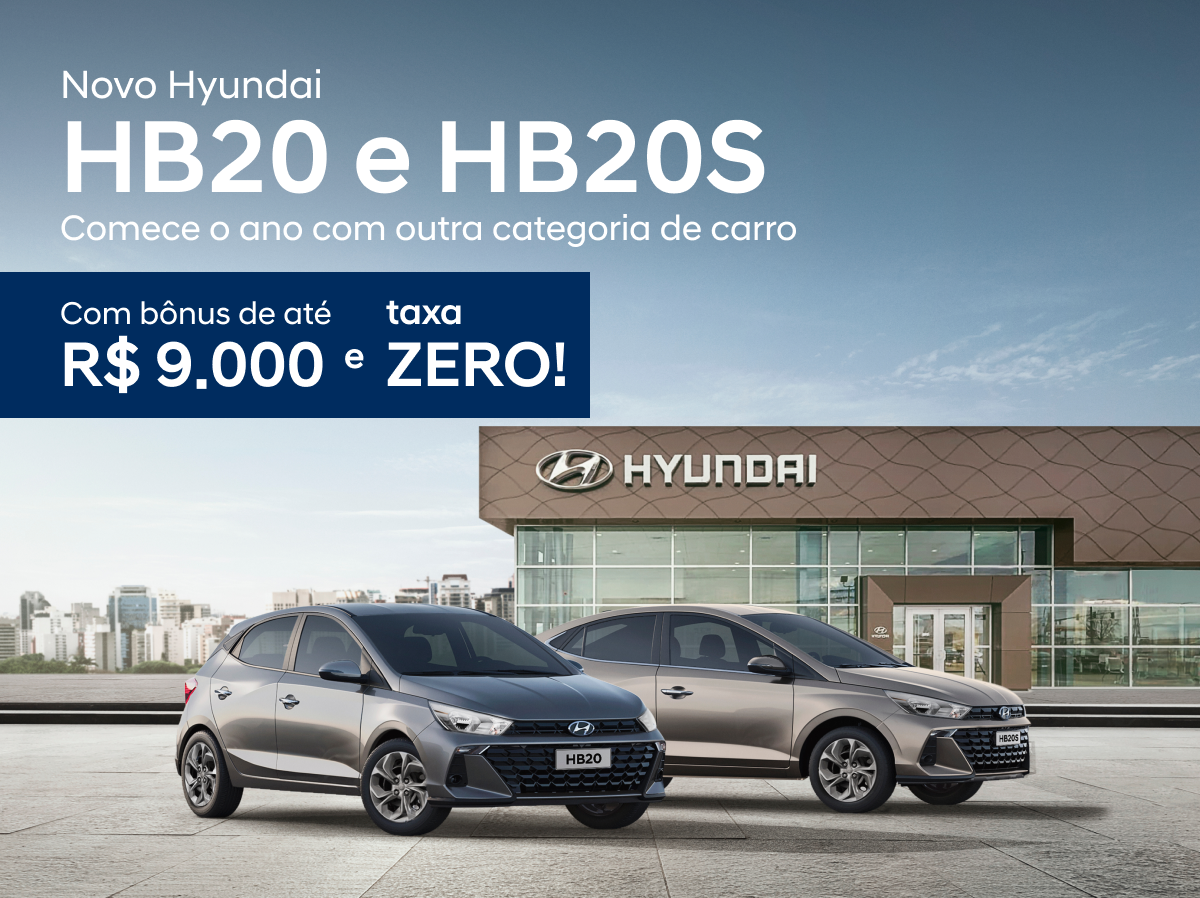 Novo Hyundai
HB20 e HB20S
Comece o ano com outra categoria de carro
Com bônus de até
R$ 9.000 e
taxa
ZERO!
HYUNDAI
HYUNDAI
HB20
HB20S